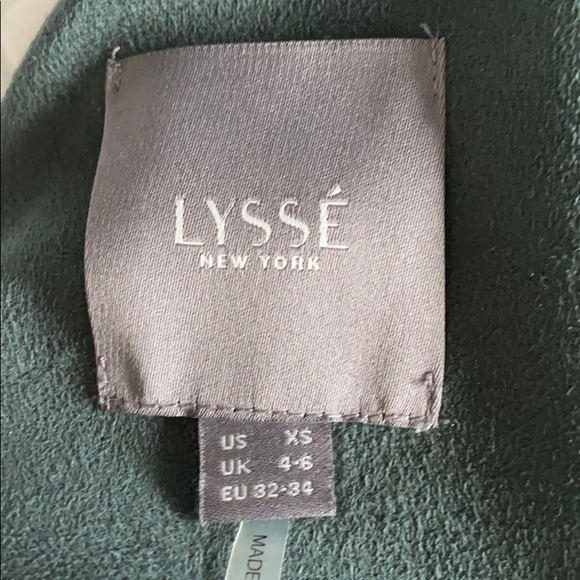 LYSSÉ
NEW YORK
US XS
UK 4-6
EU 32-34
MADE